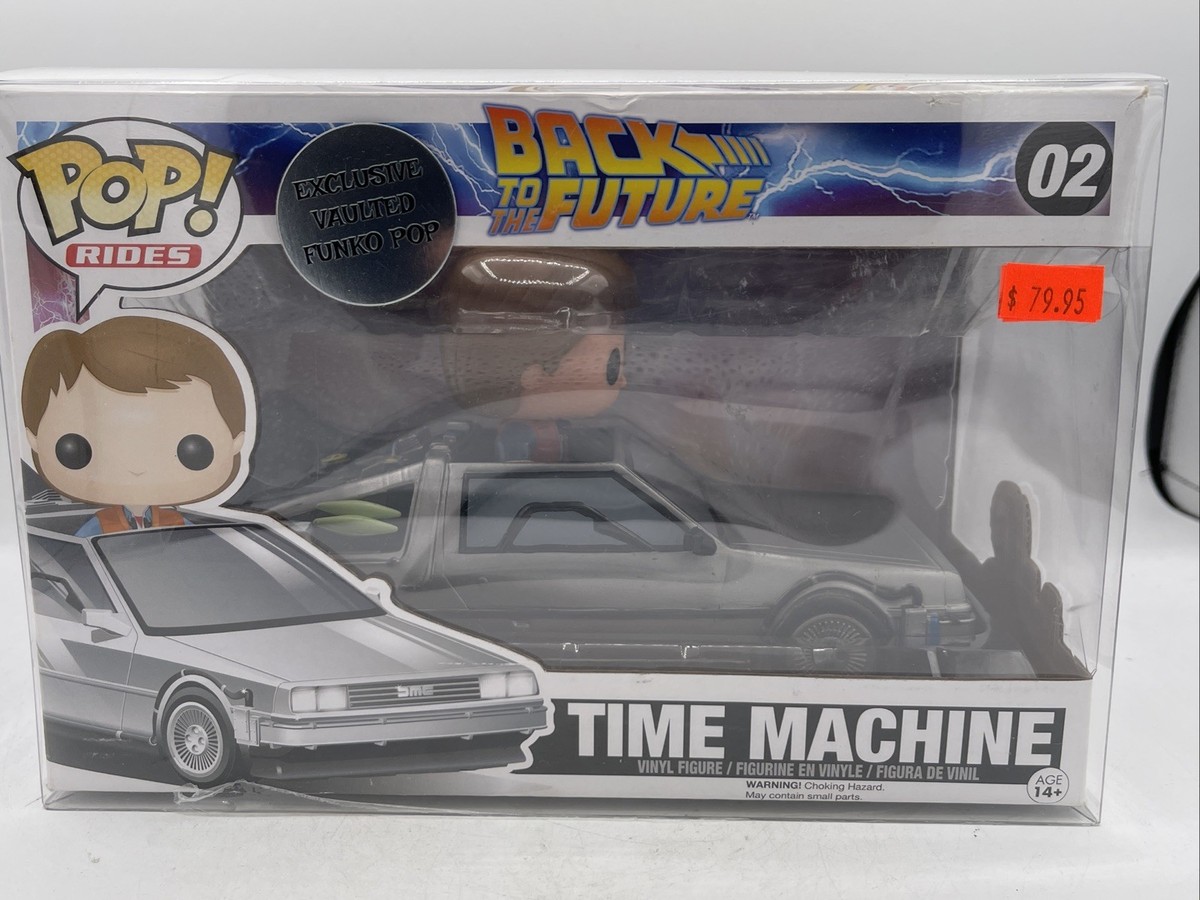 POP!
RIDES
EXCLUSIVE
VAULTED
FUNKO POP
BACK
TO THE FUTURE
02
$ 79.95
DMC
TIME MACHINE
VINYL FIGURE / FIGURINE EN VINYLE / FIGURA DE VINIL
WARNING! Choking Hazard.
May contain small parts.
AGE
14+